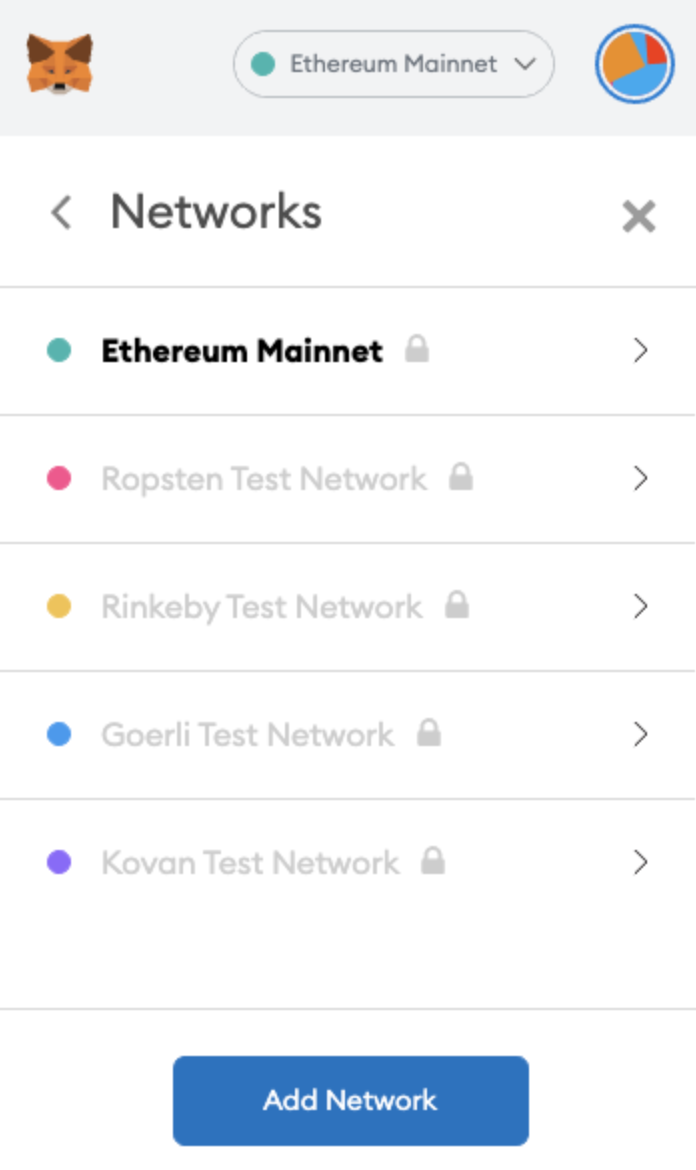 Ethereum Mainnet
Networks
Ethereum Mainnet
Ropsten Test Network
Rinkeby Test Network
Goerli Test Network
Kovan Test Network
Add Network